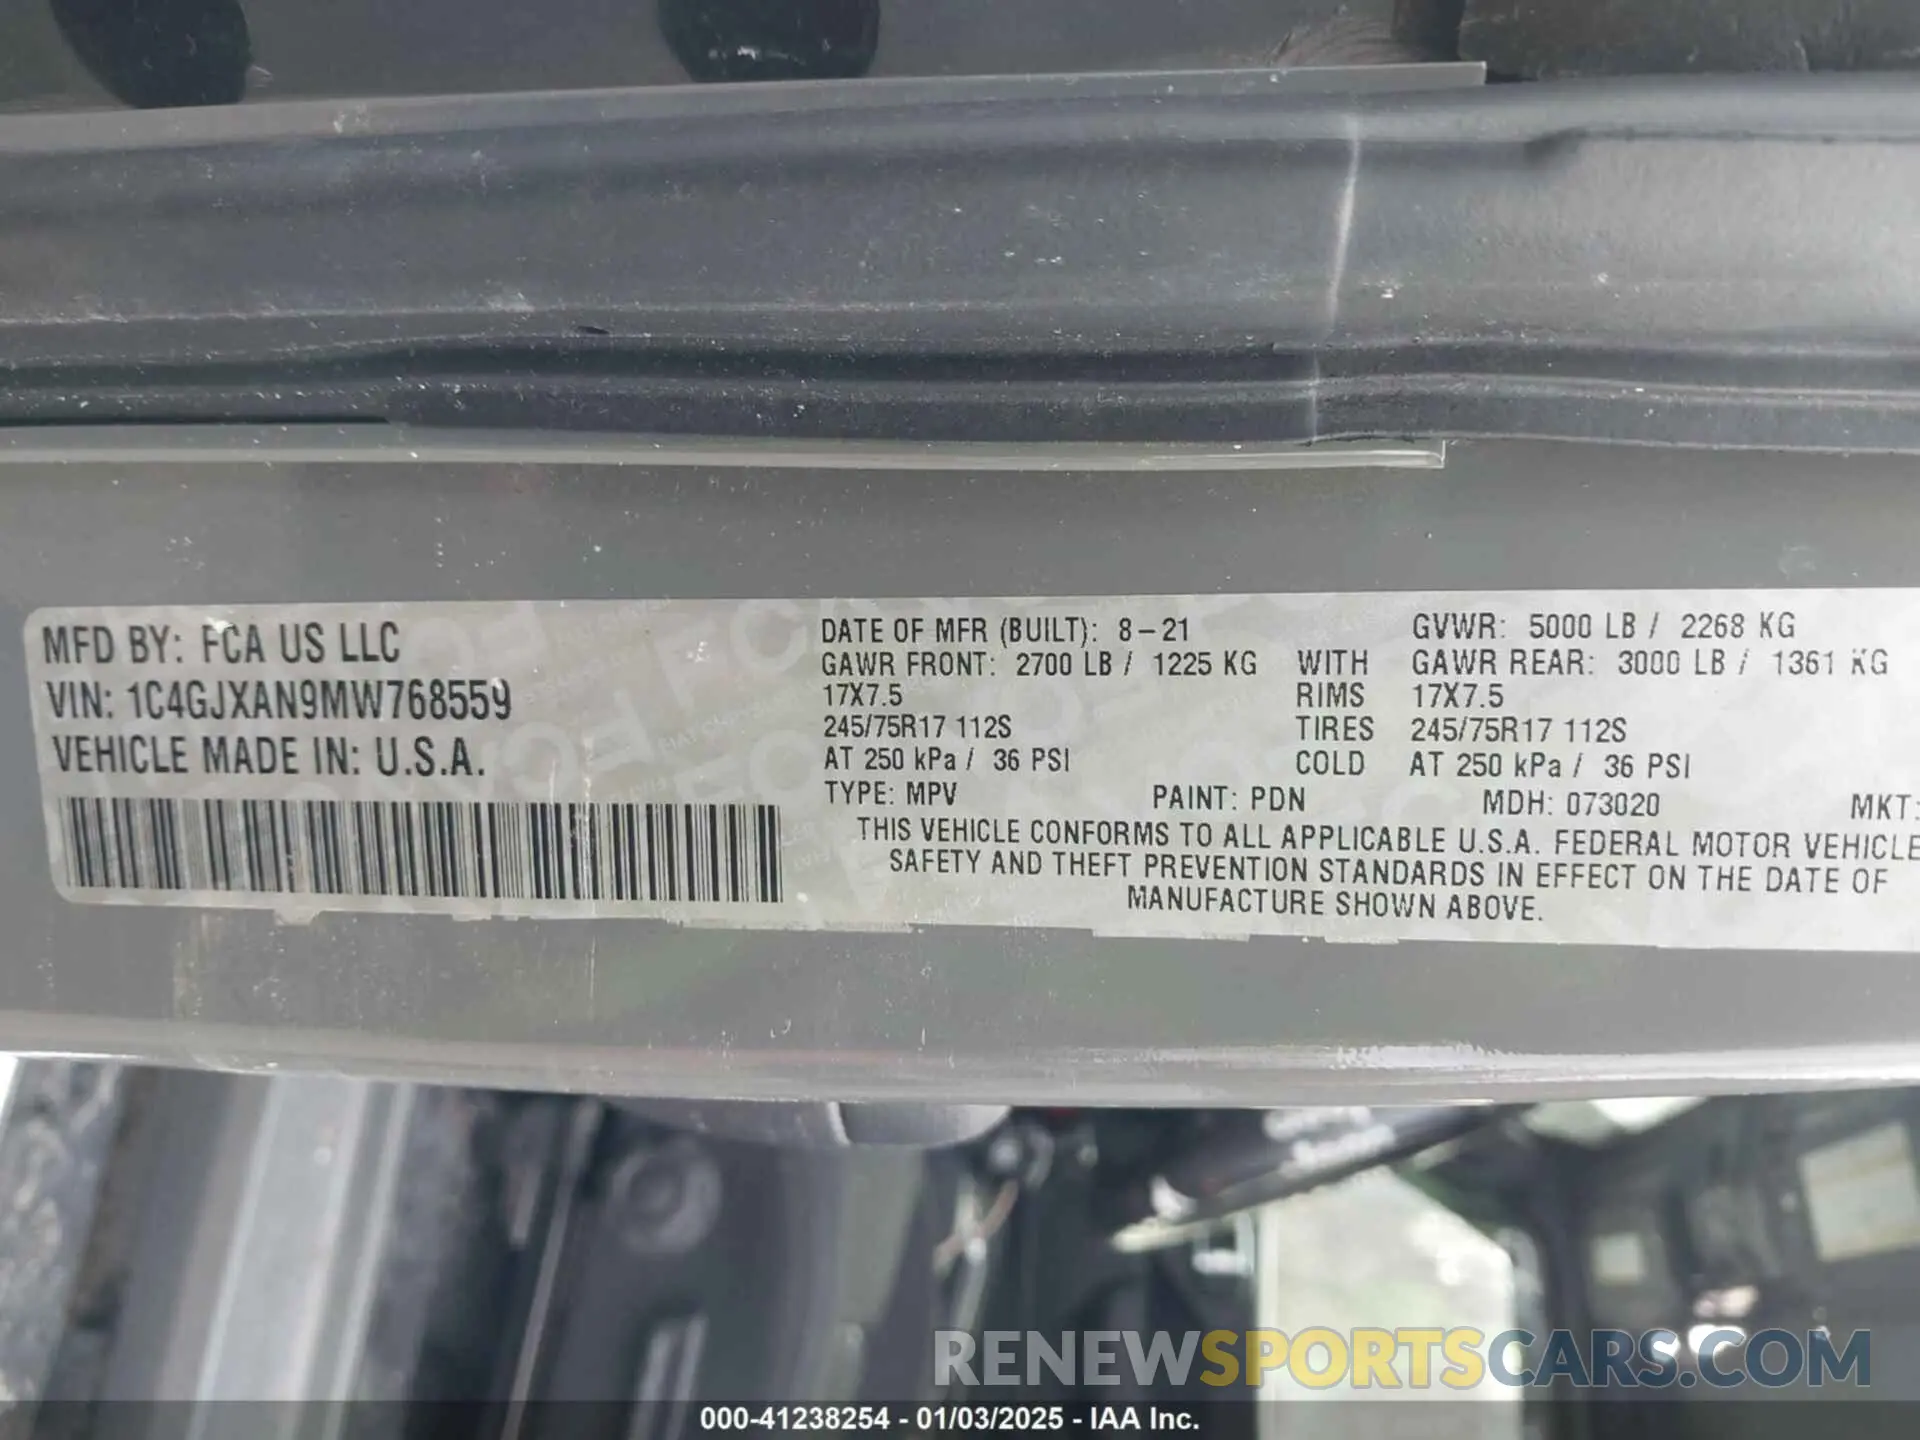 MFD BY: FCA US LLC
VIN: 1C4GJXAN9MW768559
VEHICLE MADE IN: U.S.A.
DATE OF MFR (BUILT): 8-21 GVWR: 5000 LB / 2268 KG
GAWR FRONT: 2700 LB / 1225 KG WITH GAWR REAR: 3000 LB / 1361 KG
17X7.5 RIMS 17X7.5
245/75R17 112S TIRES 245/75R17 112S
AT 250 kPa / 36 PSI COLD AT 250 kPa / 36 PSI
TYPE: MPV PAINT: PDN MDH: 073020 MKT:
THIS VEHICLE CONFORMS TO ALL APPLICABLE U.S.A. FEDERAL MOTOR VEHICLE
SAFETY AND THEFT PREVENTION STANDARDS IN EFFECT ON THE DATE OF
MANUFACTURE SHOWN ABOVE.
RENEWSPORTSCARS.COM
000-41238254 - 01/03/2025 - IAA Inc.